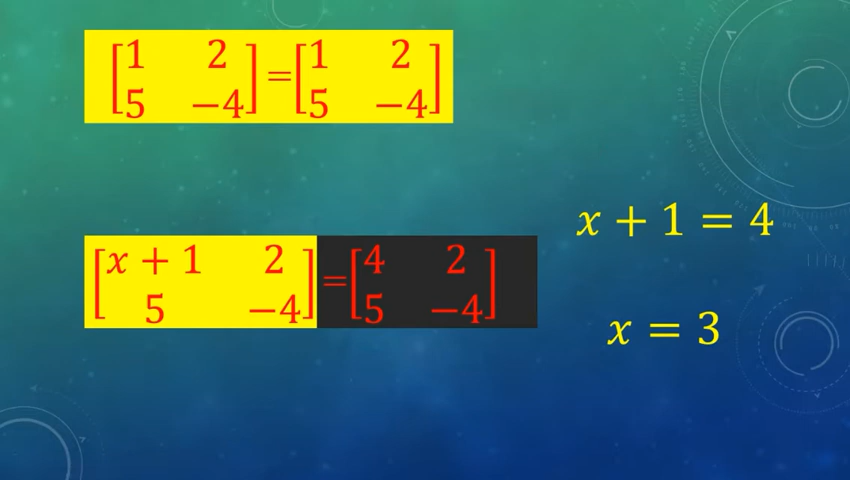 [1 2
5 −4]=[1 2
5 −4]
[x + 1 2
5 −4]=[4 2
5 −4]
x + 1 = 4
x = 3